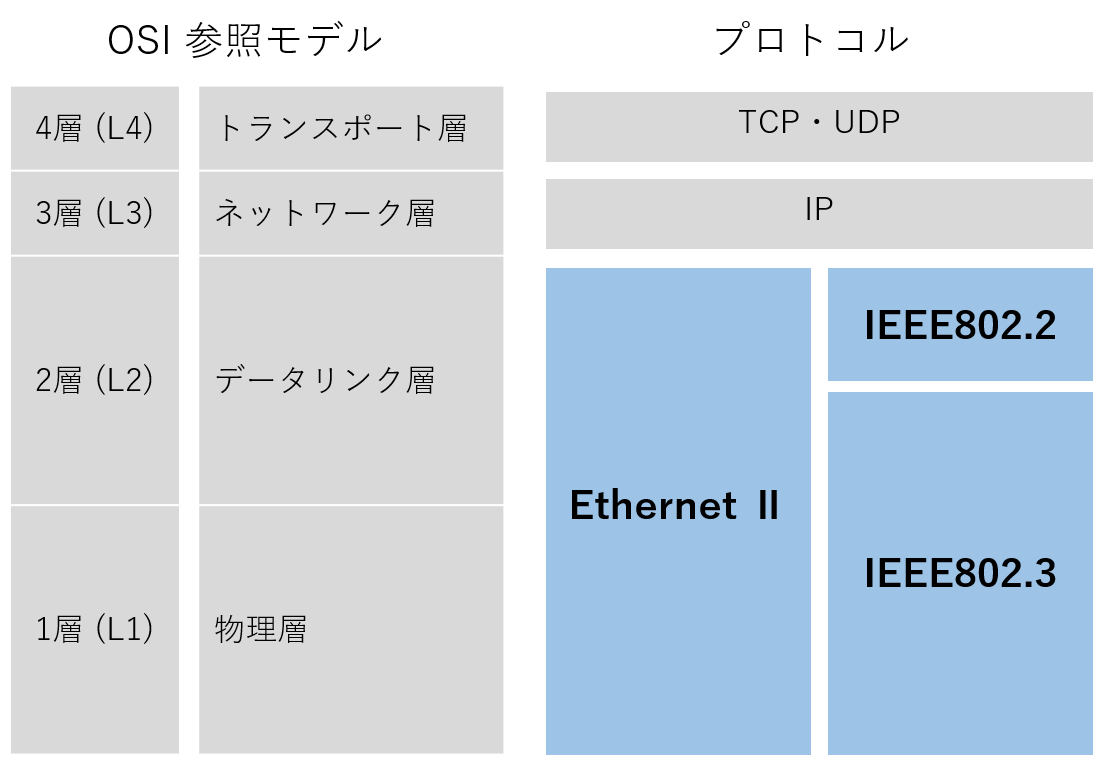 OSI 参照モデル
プロトコル
4層 (L4)
トランスポート層
TCP・UDP
3層 (L3)
ネットワーク層
IP
2層 (L2)
データリンク層
IEEE802.2
Ethernet II
IEEE802.3
1層 (L1)
物理層